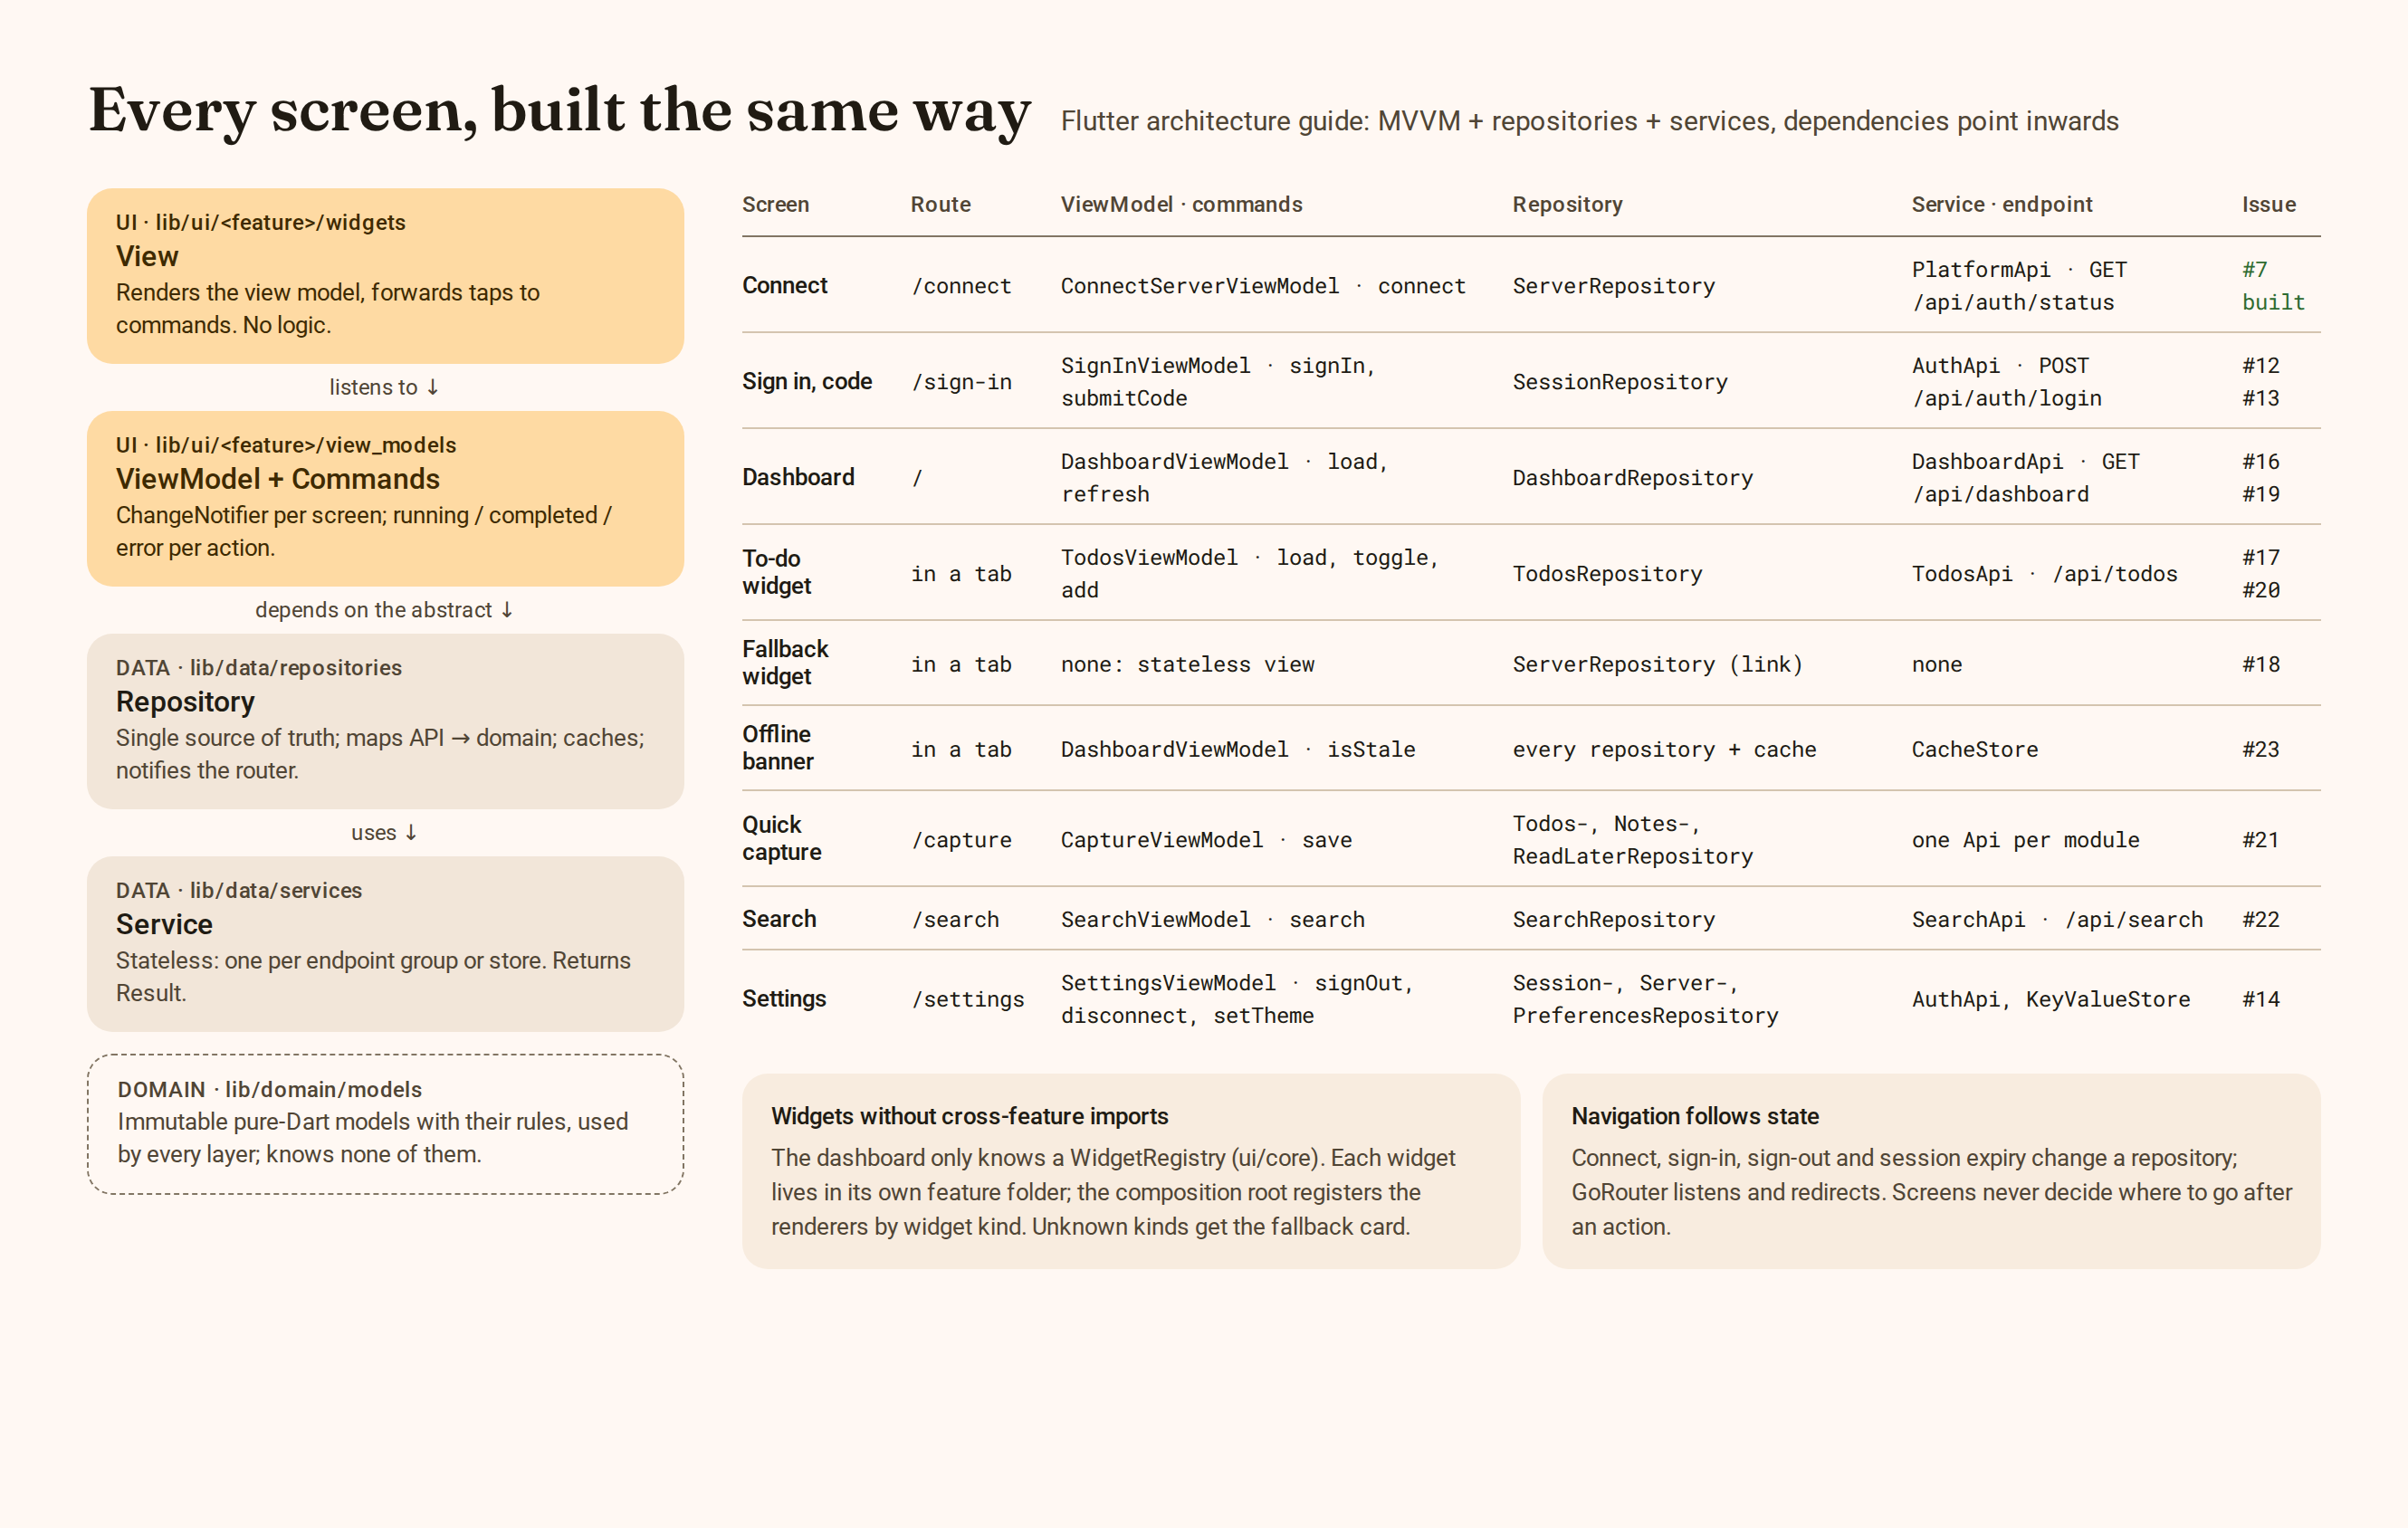 Every screen, built the same way
Flutter architecture guide: MVVM + repositories + services, dependencies point inwards
UI · lib/ui/<feature>/widgets
View
Renders the view model, forwards taps to
commands. No logic.
listens to ↓
UI · lib/ui/<feature>/view_models
ViewModel + Commands
ChangeNotifier per screen; running / completed /
error per action.
depends on the abstract ↓
DATA · lib/data/repositories
Repository
Single source of truth; maps API → domain; caches;
notifies the router.
uses ↓
DATA · lib/data/services
Service
Stateless: one per endpoint group or store. Returns
Result.
DOMAIN · lib/domain/models
Immutable pure-Dart models with their rules, used
by every layer; knows none of them.
Screen Route ViewModel · commands Repository Service · endpoint Issue
Connect /connect ConnectServerViewModel · connect ServerRepository PlatformApi · GET
/api/auth/status
#7
built
Sign in, code /sign-in SignInViewModel · signIn,
submitCode
SessionRepository AuthApi · POST
/api/auth/login
#12
#13
Dashboard / DashboardViewModel · load,
refresh
DashboardRepository DashboardApi · GET
/api/dashboard
#16
#19
To-do
widget
in a tab TodosViewModel · load, toggle,
add
TodosRepository TodosApi · /api/todos #17
#20
Fallback
widget
in a tab none: stateless view ServerRepository (link) none #18
Offline
banner
in a tab DashboardViewModel · isStale every repository + cache CacheStore #23
Quick
capture
/capture CaptureViewModel · save Todos-, Notes-,
ReadLaterRepository
one Api per module #21
Search /search SearchViewModel · search SearchRepository SearchApi · /api/search #22
Settings /settings SettingsViewModel · signOut,
disconnect, setTheme
Session-, Server-,
PreferencesRepository
AuthApi, KeyValueStore #14
Widgets without cross-feature imports
The dashboard only knows a WidgetRegistry (ui/core). Each widget
lives in its own feature folder; the composition root registers the
renderers by widget kind. Unknown kinds get the fallback card.
Navigation follows state
Connect, sign-in, sign-out and session expiry change a repository;
GoRouter listens and redirects. Screens never decide where to go after
an action.